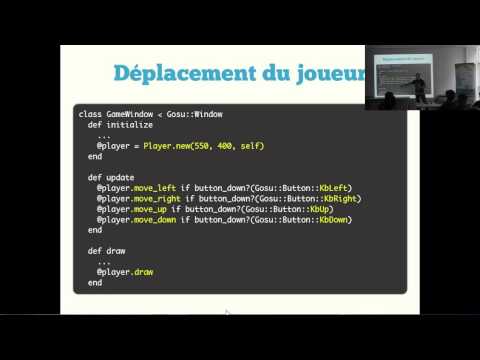 Déplacement du joueur
class GameWindow < Gosu::Window
def initialize
...
@player = Player.new(550, 400, self)
end
def update
@player.move_left if button_down?(Gosu::Button::KbLeft)
@player.move_right if button_down?(Gosu::Button::KbRight)
@player.move_up if button_down?(Gosu::Button::KbUp)
@player.move_down if button_down?(Gosu::Button::KbDown)
end
def draw
...
@player.draw
end